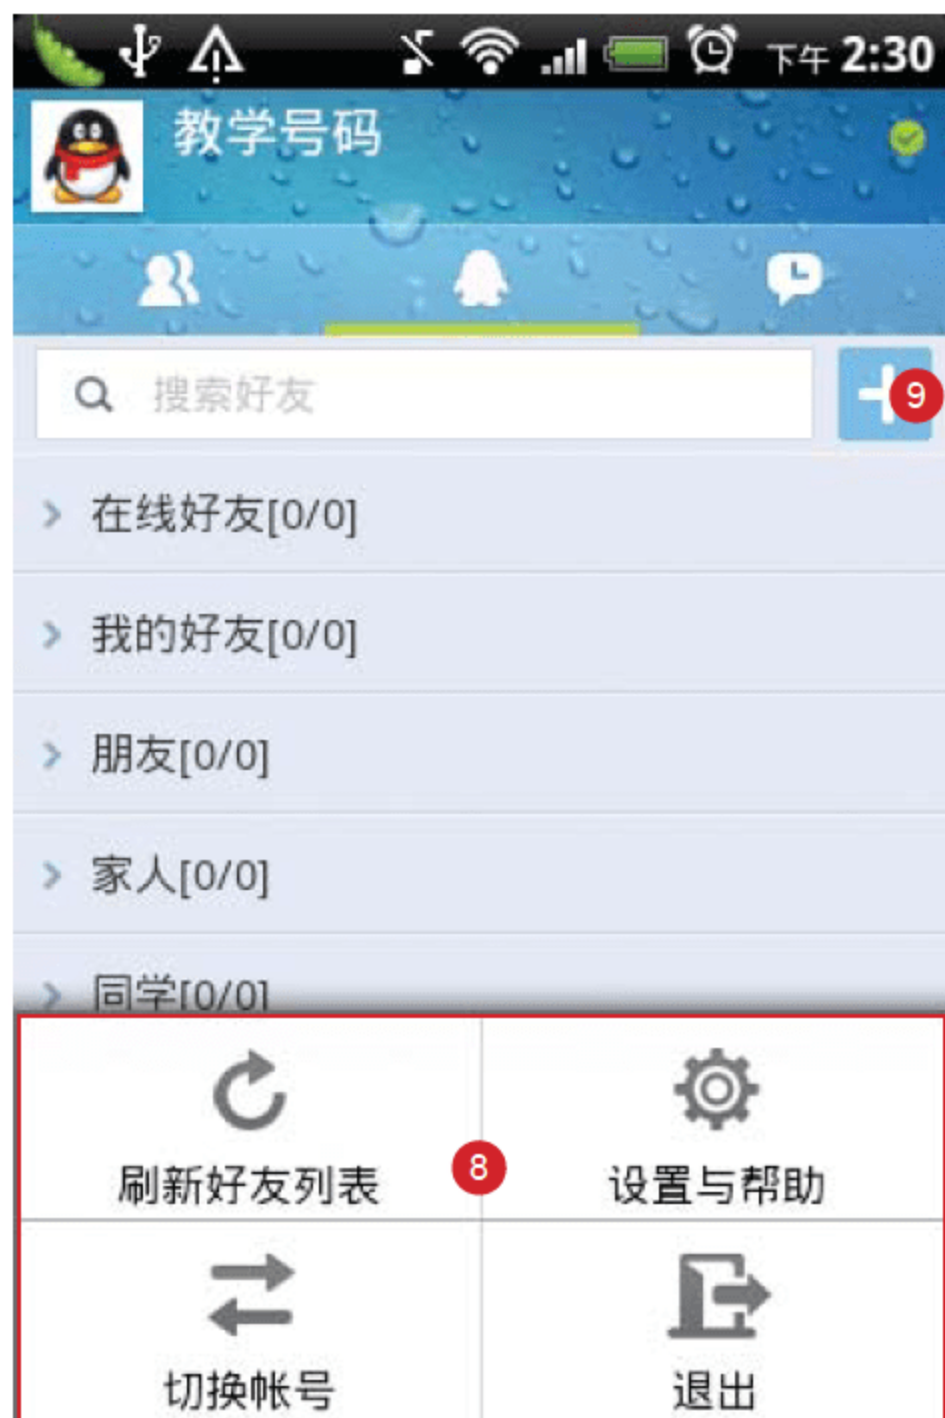 下午 2:30
教学号码
搜索好友
9
在线好友[0/0]
我的好友[0/0]
朋友[0/0]
家人[0/0]
同学[0/0]
刷新好友列表
8
设置与帮助
切换帐号
退出